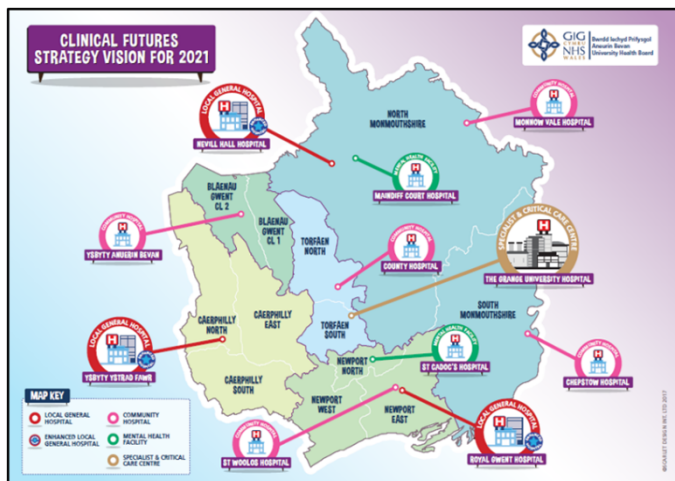 CLINICAL FUTURES
STRATEGY VISION FOR 2021
GIG
CYMRU
NHS
WALES
Bwrdd Iechyd Prifysgol
Aneurin Bevan
University Health Board
LOCAL GENERAL HOSPITAL
H
NEVILL HALL HOSPITAL
NORTH
MONMOUTHSHIRE
COMMUNITY HOSPITAL
H
MONNOW VALE HOSPITAL
MENTAL HEALTH FACILITY
H
MAINDIFF COURT HOSPITAL
BLAENAU
GWENT
CL 2
BLAENAU
GWENT
CL 1
TORFAEN
NORTH
COMMUNITY HOSPITAL
H
YSBYTY ANUERIN BEVAN
COMMUNITY HOSPITAL
H
COUNTY HOSPITAL
SPECIALIST & CRITICAL CARE CENTRE
H
THE GRANGE UNIVERSITY HOSPITAL
CAERPHILLY
NORTH
CAERPHILLY
EAST
TORFAEN
SOUTH
SOUTH
MONMOUTHSHIRE
LOCAL GENERAL HOSPITAL
H
YSBYTY YSTRAD FAWR
CAERPHILLY
SOUTH
NEWPORT
NORTH
MENTAL HEALTH FACILITY
H
ST CADOC'S HOSPITAL
COMMUNITY HOSPITAL
H
CHEPSTOW HOSPITAL
NEWPORT
WEST
NEWPORT
EAST
COMMUNITY HOSPITAL
H
ST WOOLOS HOSPITAL
LOCAL GENERAL HOSPITAL
H
ROYAL GWENT HOSPITAL
MAP KEY
LOCAL GENERAL
HOSPITAL
ENHANCED LOCAL
GENERAL HOSPITAL
COMMUNITY
HOSPITAL
MENTAL HEALTH
FACILITY
SPECIALIST & CRITICAL
CARE CENTRE